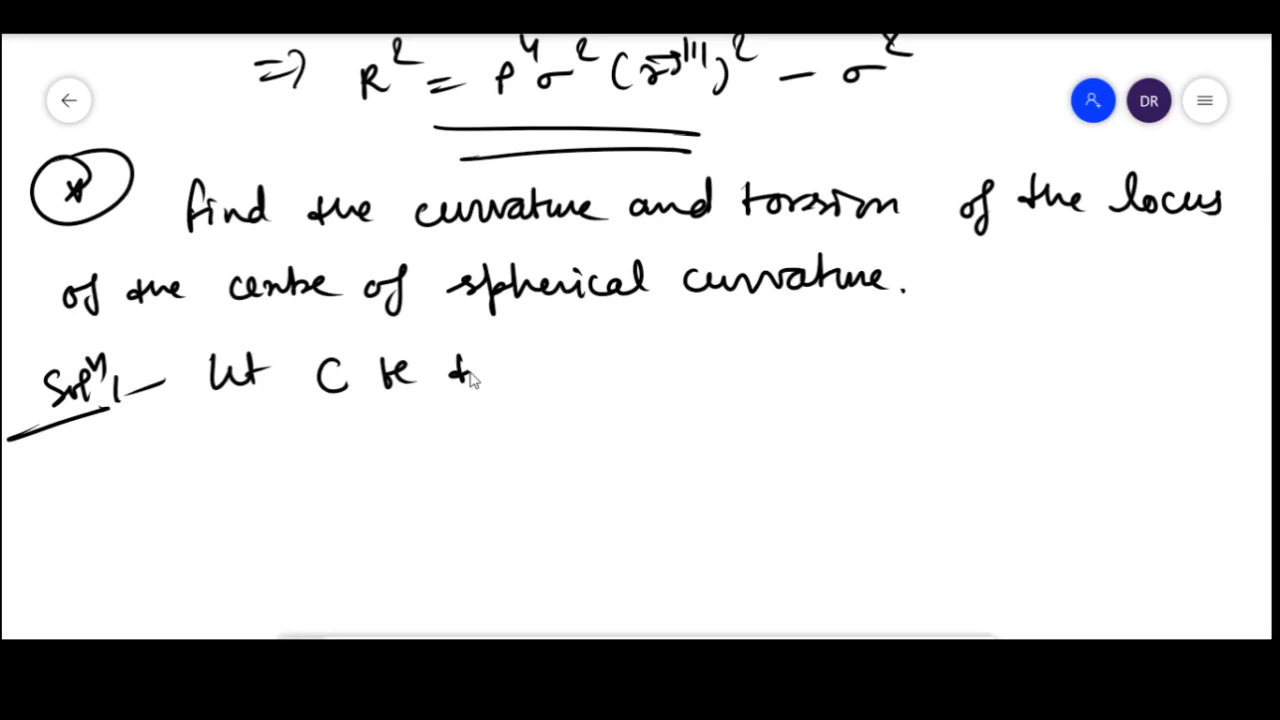 ⇒ R² = ρ⁴σ² (r⃗''')² − σ²
DR
* find the curvature and torsion of the locus
of the centre of spherical curvature.
Solⁿ:- Let C be t